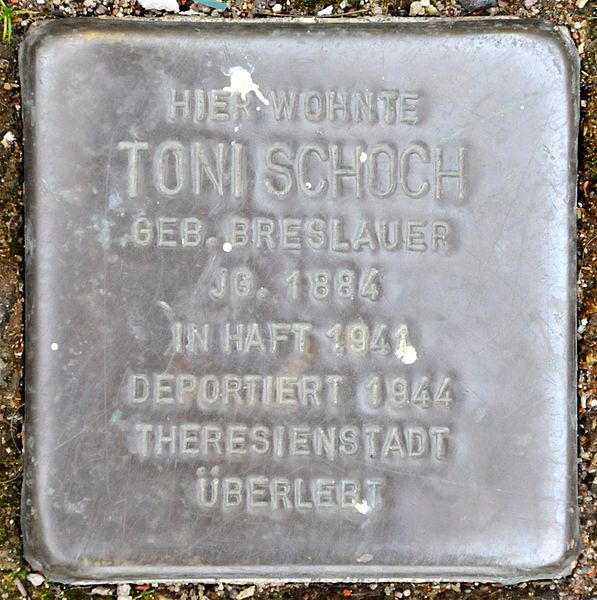 HIER WOHNTE
TONI SCHOCH
GEB. BRESLAUER
JG. 1884
IN HAFT 1941
DEPORTIERT 1944
THERESIENSTADT
ÜBERLEBT